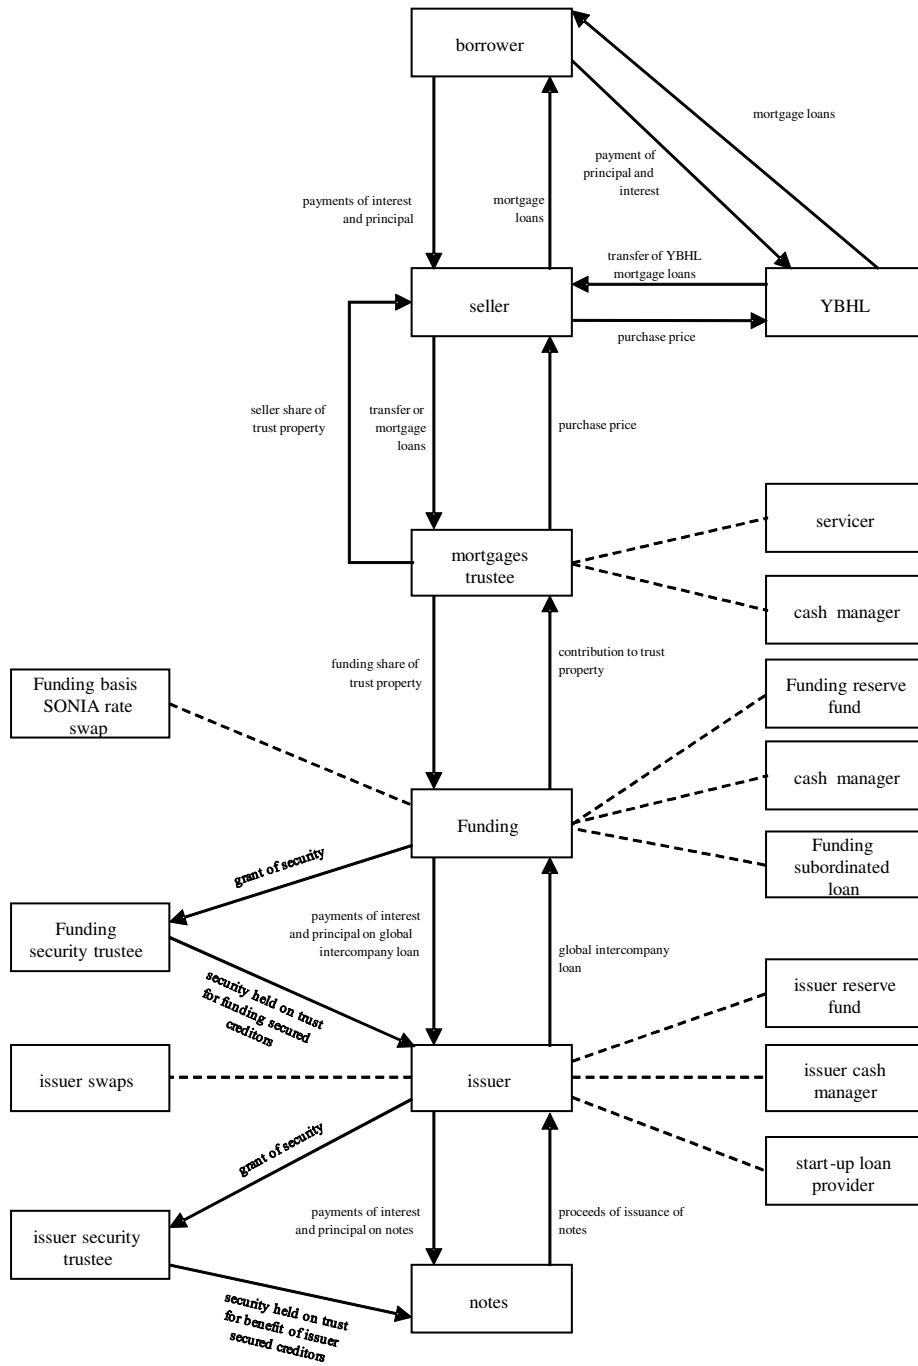 borrower
mortgage loans
payment of
principal and
interest
payments of interest
and principal
mortgage
loans
transfer of YBHL
mortgage loans
seller
YBHL
purchase price
seller share of
trust property
transfer or
mortgage
loans
purchase price
servicer
mortgages
trustee
cash manager
funding share of
trust property
contribution to trust
property
Funding basis
SONIA rate
swap
Funding reserve
fund
cash manager
Funding
Funding
subordinated
loan
grant of security
Funding
security trustee
payments of interest
and principal on global
intercompany loan
global intercompany
loan
security held on trust
for funding secured
creditors
issuer reserve
fund
issuer swaps
issuer
issuer cash
manager
grant of security
start-up loan
provider
issuer security
trustee
payments of interest
and principal on notes
proceeds of issuance of
notes
notes
security held on trust
for benefit of issuer
secured creditors